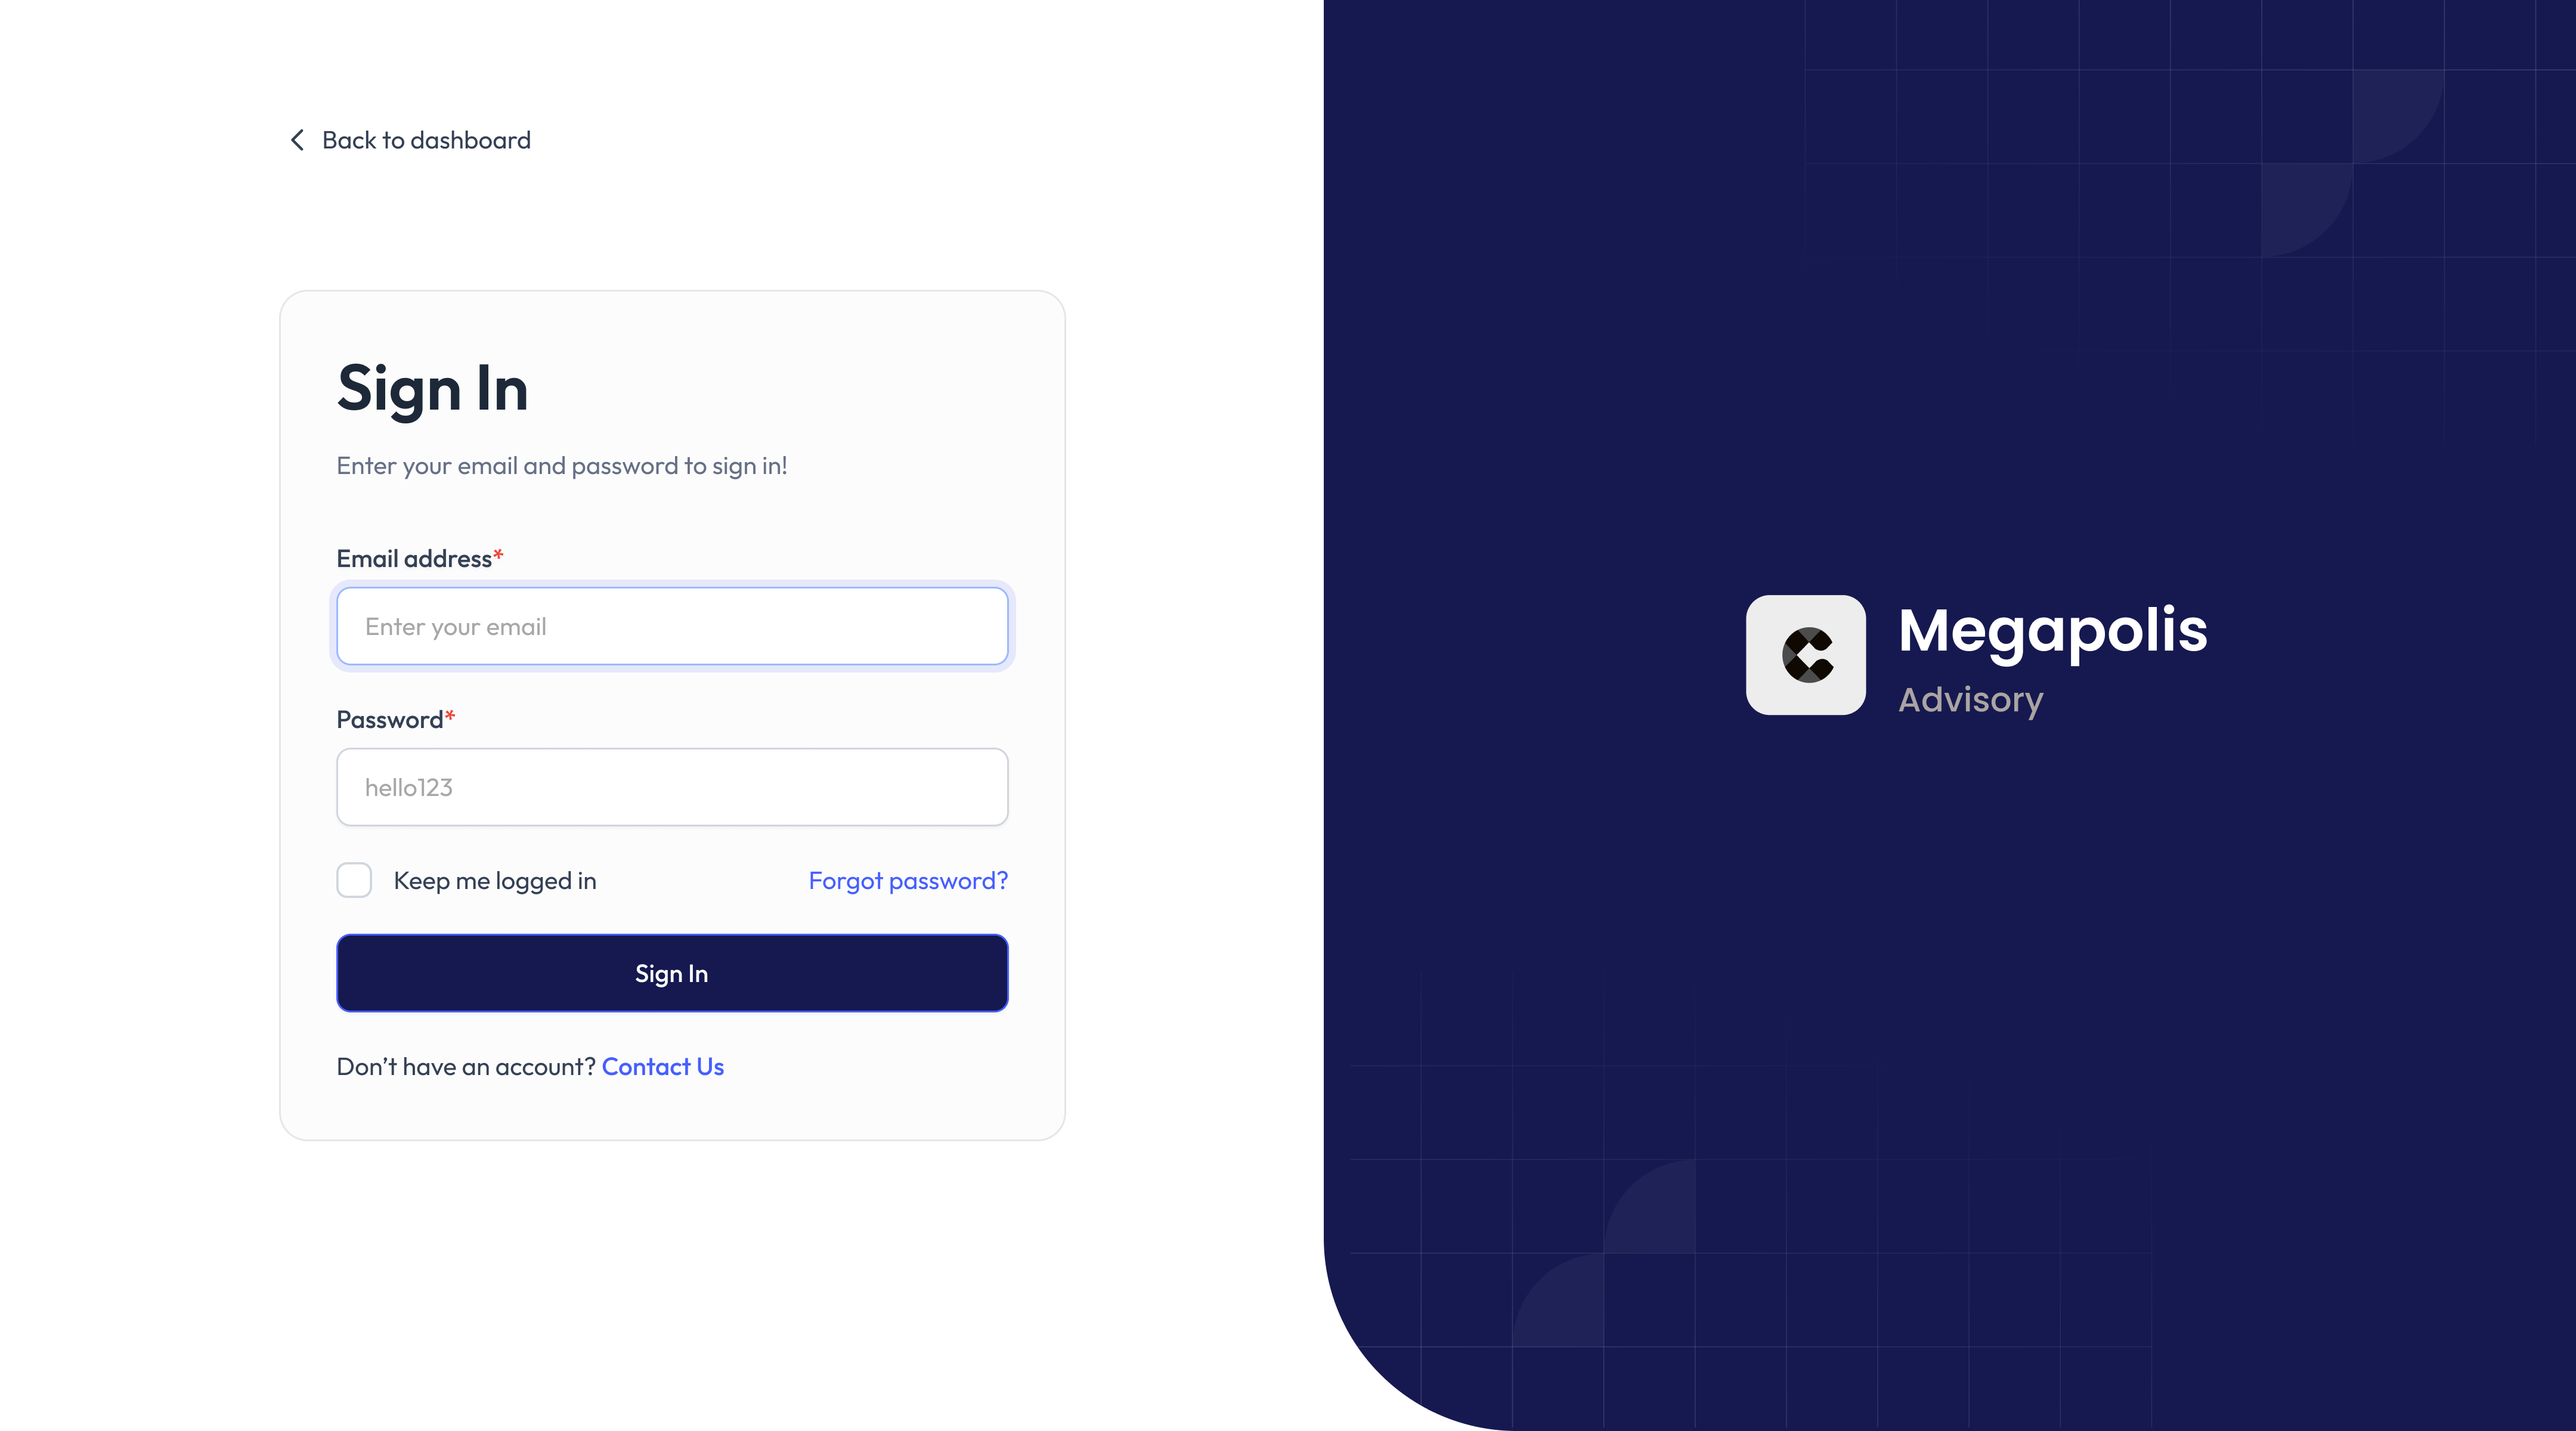 Back to dashboard
Sign In
Enter your email and password to sign in!
Email address*
Enter your email
Password*
hello123
Keep me logged in
Forgot password?
Sign In
Don’t have an account? Contact Us
Megapolis
Advisory